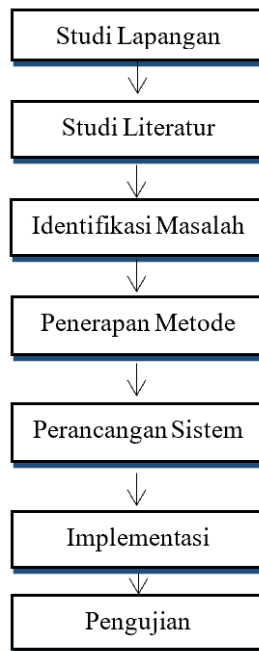 Studi Lapangan
Studi Literatur
Identifikasi Masalah
Penerapan Metode
Perancangan Sistem
Implementasi
Pengujian